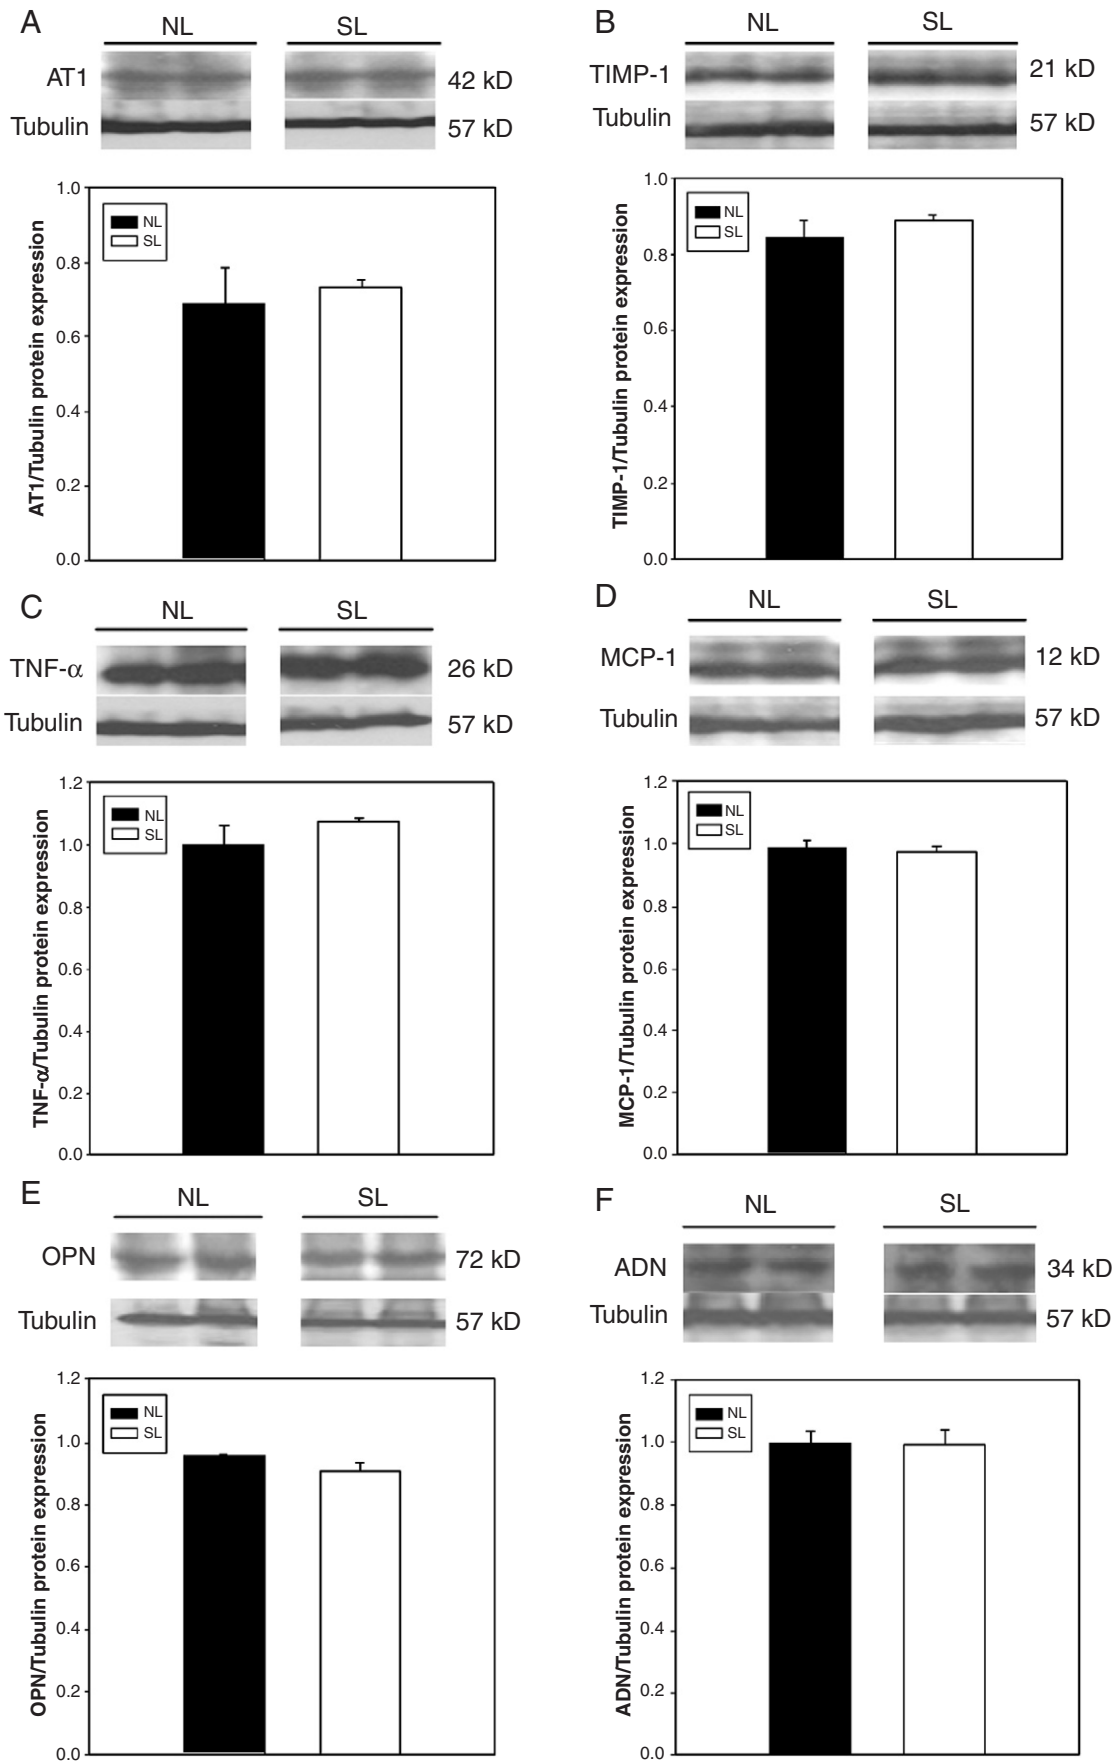 A
NL SL
AT1 42 kD
Tubulin 57 kD
AT1/Tubulin protein expression
1.0
0.8
0.6
0.4
0.2
0.0
NL
SL
B
NL SL
TIMP-1 21 kD
Tubulin 57 kD
TIMP-1/Tubulin protein expression
1.0
0.8
0.6
0.4
0.2
0.0
NL
SL
C
NL SL
TNF-α 26 kD
Tubulin 57 kD
TNF-α/Tubulin protein expression
1.2
1.0
0.8
0.6
0.4
0.2
0.0
NL
SL
D
NL SL
MCP-1 12 kD
Tubulin 57 kD
MCP-1/Tubulin protein expression
1.2
1.0
0.8
0.6
0.4
0.2
0.0
NL
SL
E
NL SL
OPN 72 kD
Tubulin 57 kD
OPN/Tubulin protein expression
1.2
1.0
0.8
0.6
0.4
0.2
0.0
NL
SL
F
NL SL
ADN 34 kD
Tubulin 57 kD
ADN/Tubulin protein expression
1.2
1.0
0.8
0.6
0.4
0.2
0.0
NL
SL